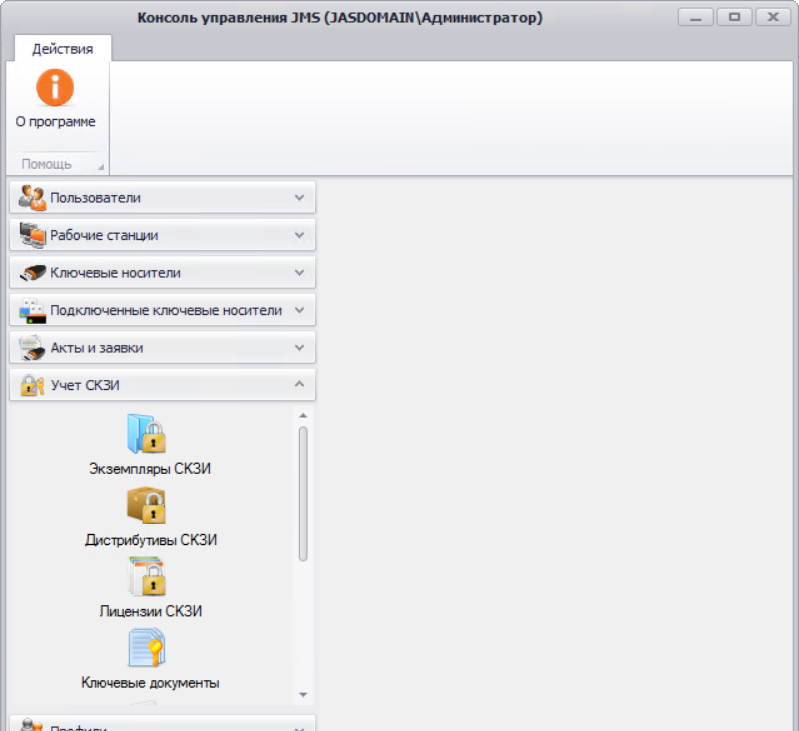 Консоль управления JMS (JASDOMAIN\Администратор)
Действия
О программе
Помощь
Пользователи
Рабочие станции
Ключевые носители
Подключенные ключевые носители
Акты и заявки
Учет СКЗИ
Экземпляры СКЗИ
Дистрибутивы СКЗИ
Лицензии СКЗИ
Ключевые документы
Профили